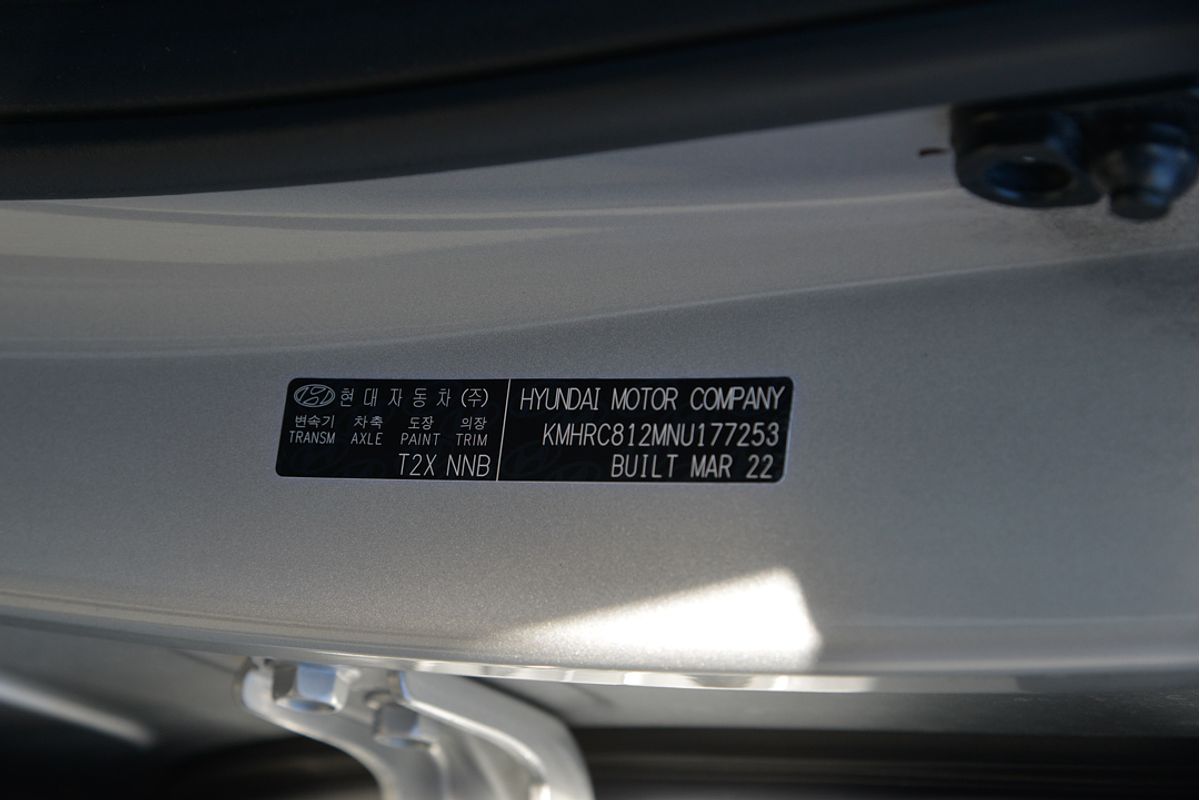 현대자동차(주)
변속기 차축 도장 의장
TRANSM AXLE PAINT TRIM
T2X NNB
HYUNDAI MOTOR COMPANY
KMHRC812MNU177253
BUILT MAR 22